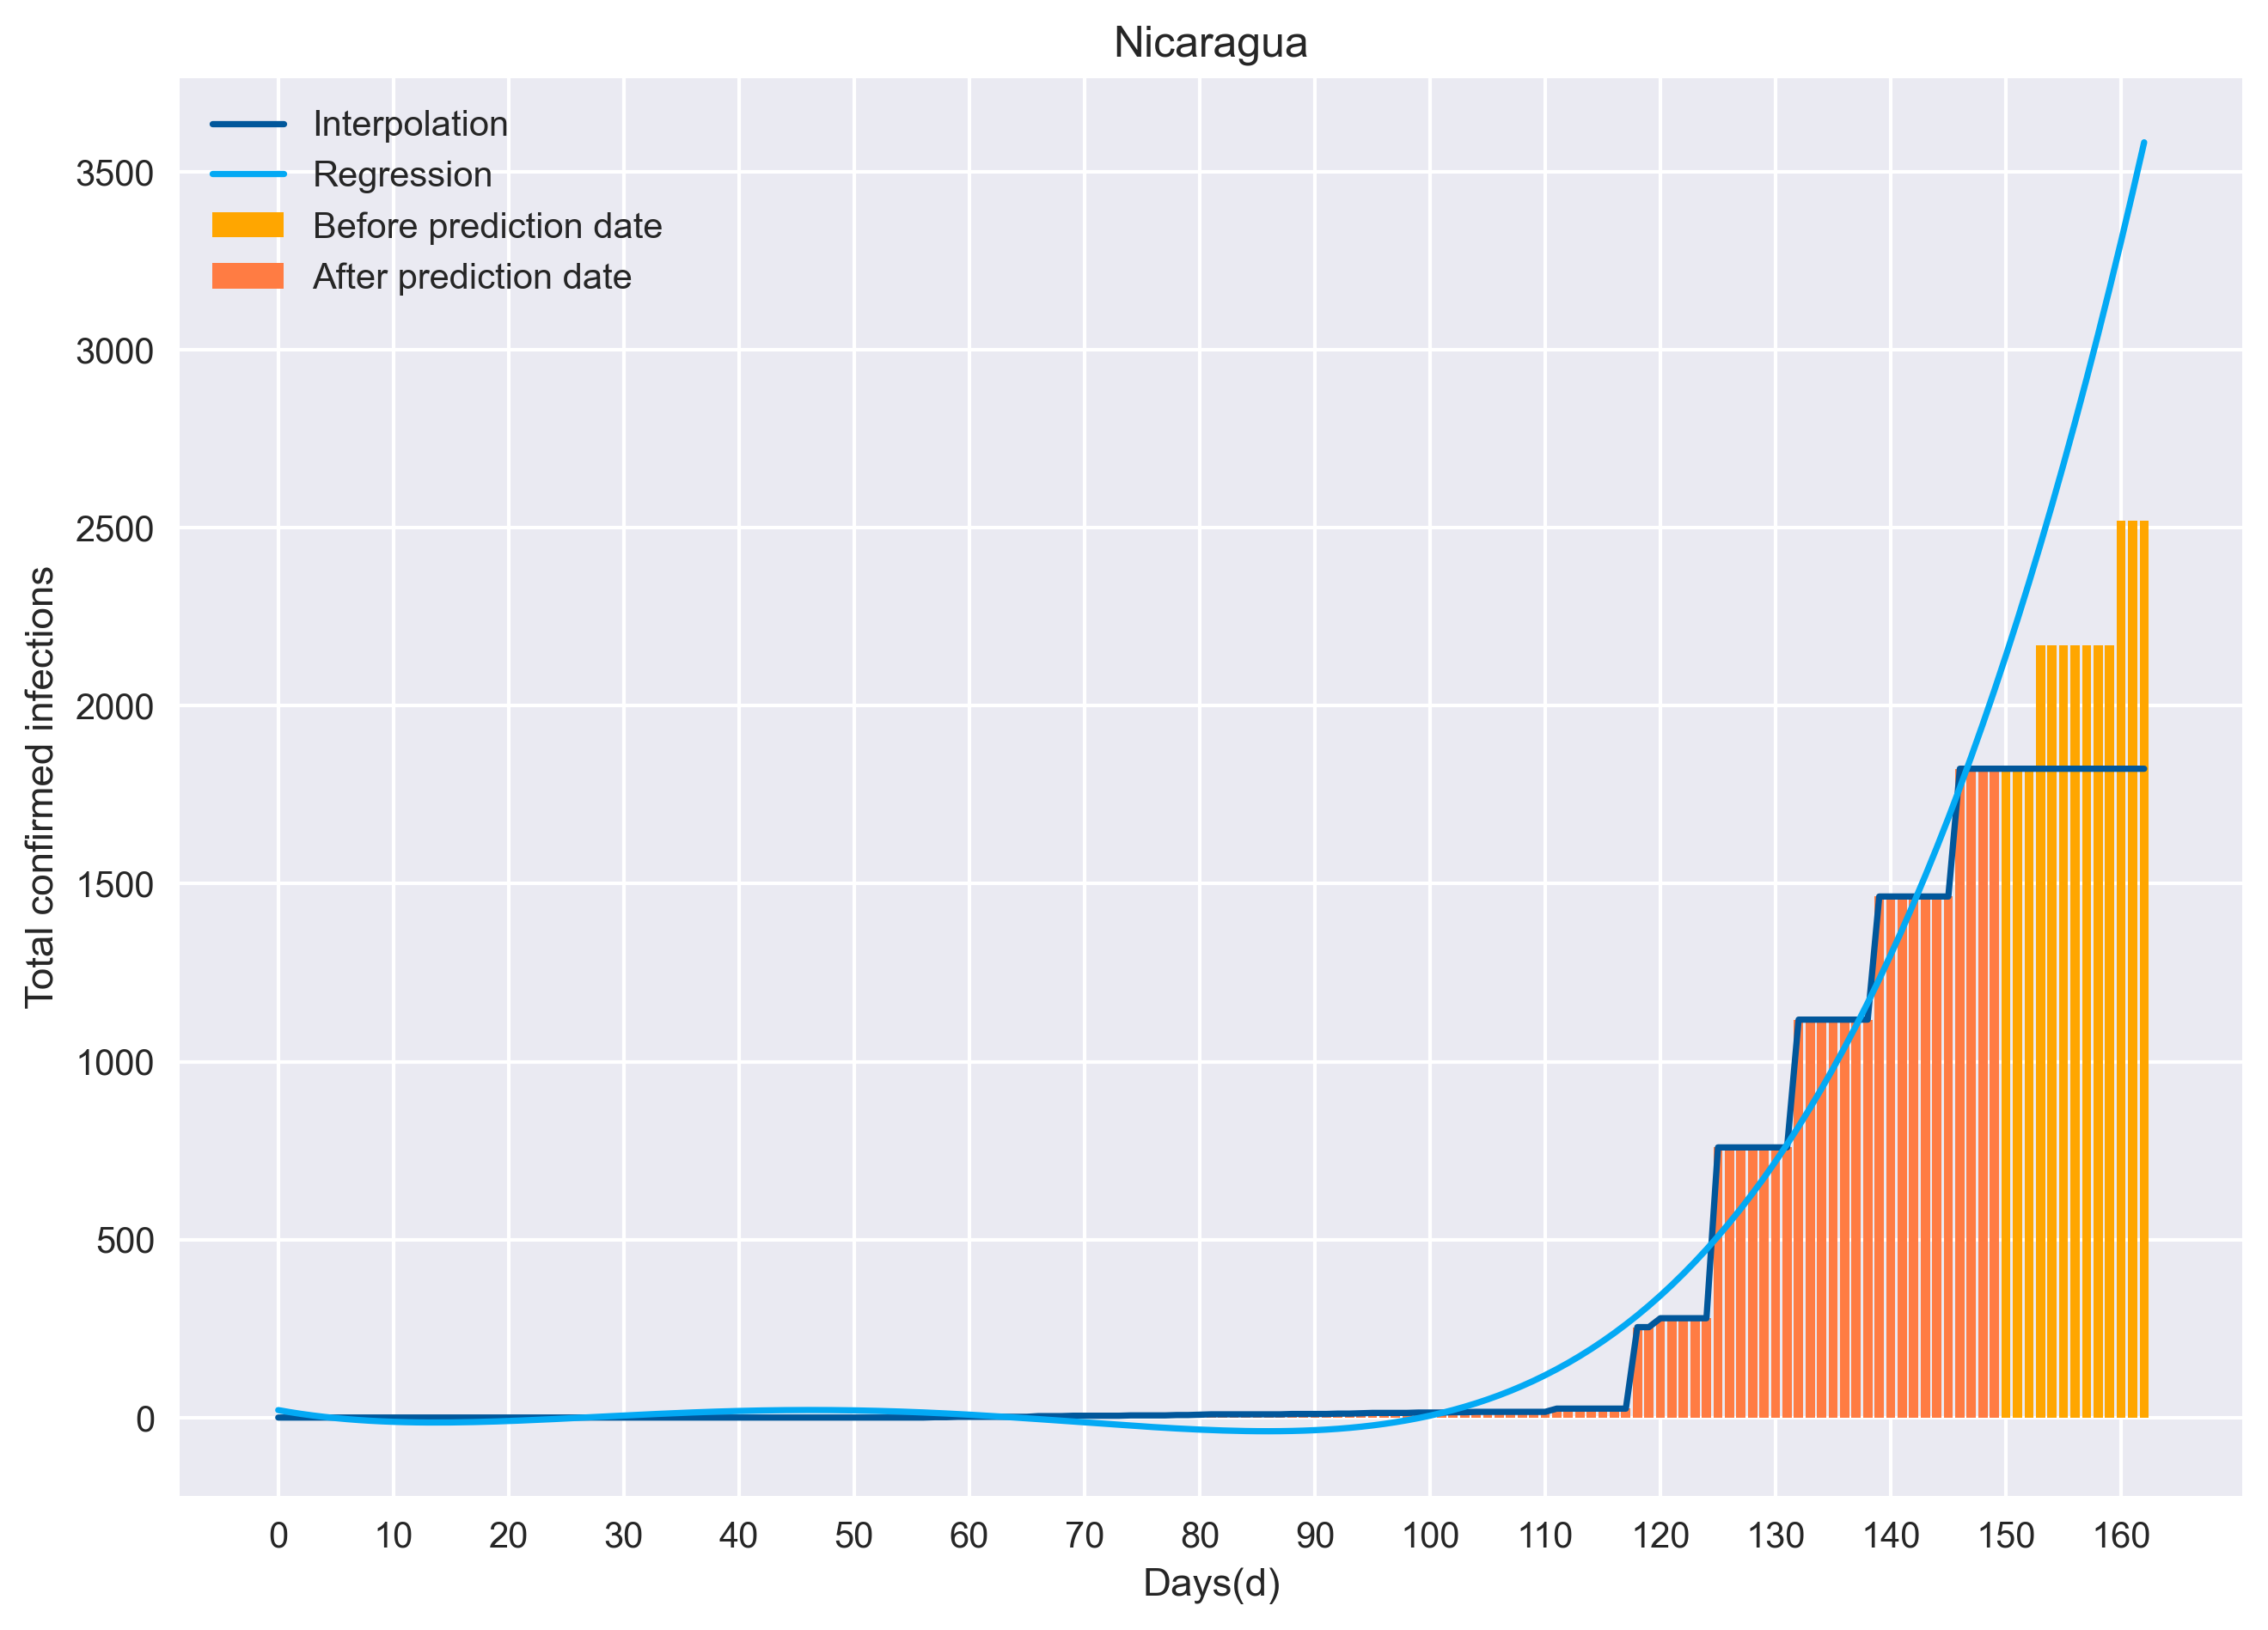 Nicaragua
Interpolation
Regression
Before prediction date
After prediction date
3500
3000
2500
2000
1500
1000
500
0
Total confirmed infections
0 10 20 30 40 50 60 70 80 90 100 110 120 130 140 150 160
Days(d)